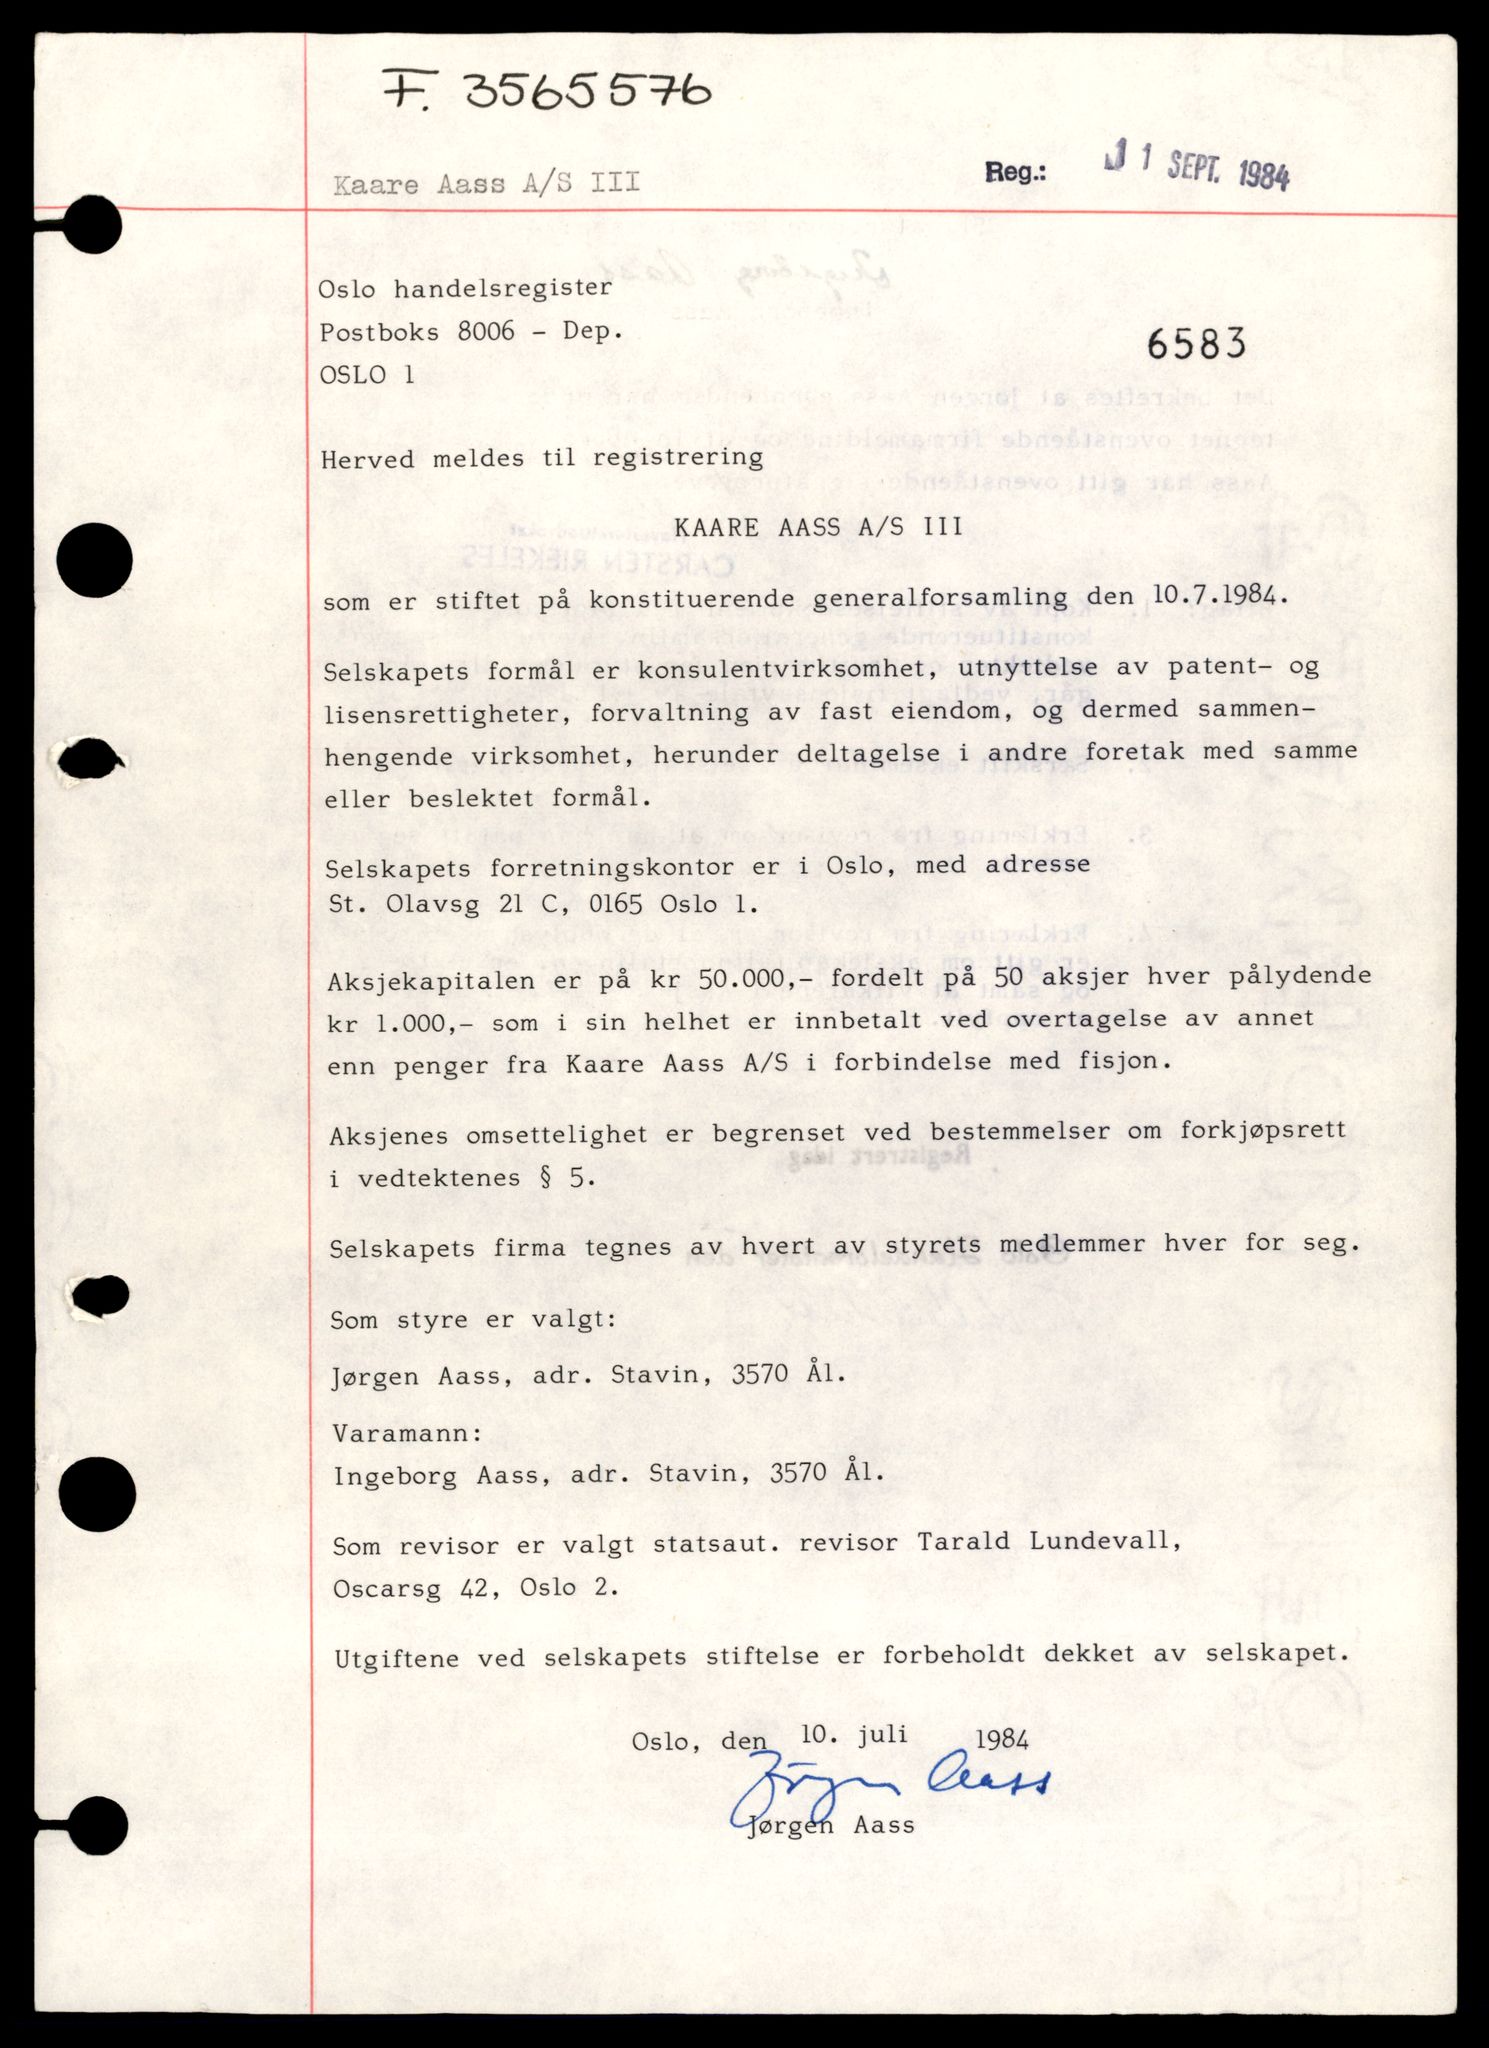 F. 3565576
Kaare Aass A/S III
Reg.: 1 SEPT. 1984
Oslo handelsregister
Postboks 8006 - Dep.
6583
OSLO 1
Herved meldes til registrering
KAARE AASS A/S III
som er stiftet på konstituerende generalforsamling den 10.7.1984.
Selskapets formål er konsulentvirksomhet, utnyttelse av patent- og
lisensrettigheter, forvaltning av fast eiendom, og dermed sammen-
hengende virksomhet, herunder deltagelse i andre foretak med samme
eller beslektet formål.
Selskapets forretningskontor er i Oslo, med adresse
St. Olavsg 21 C, 0165 Oslo 1.
Aksjekapitalen er på kr 50.000,- fordelt på 50 aksjer hver pålydende
kr 1.000,- som i sin helhet er innbetalt ved overtagelse av annet
enn penger fra Kaare Aass A/S i forbindelse med fisjon.
Aksjenes omsettelighet er begrenset ved bestemmelser om forkjøpsrett
i vedtektenes § 5.
Selskapets firma tegnes av hvert av styrets medlemmer hver for seg.
Som styre er valgt:
Jørgen Aass, adr. Stavin, 3570 Ål.
Varamann:
Ingeborg Aass, adr. Stavin, 3570 Ål.
Som revisor er valgt statsaut. revisor Tarald Lundevall,
Oscarsg 42, Oslo 2.
Utgiftene ved selskapets stiftelse er forbeholdt dekket av selskapet.
Oslo, den 10. juli 1984
Jørgen Aass
Jørgen Aass